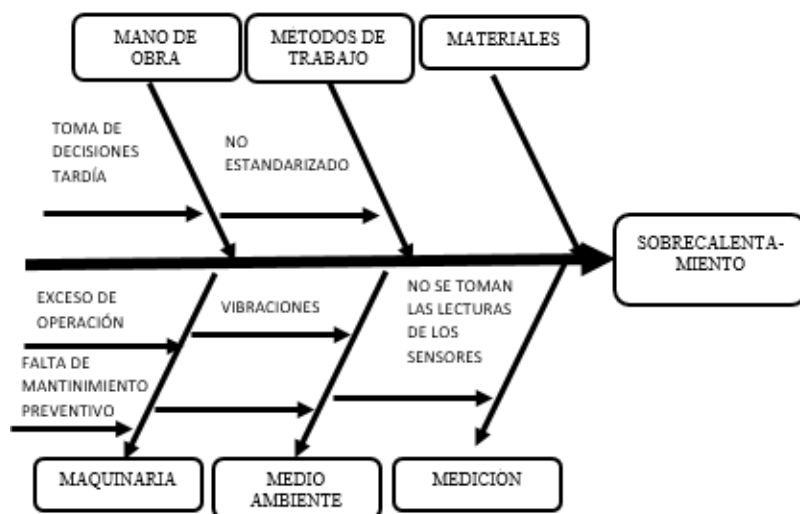 MANO DE
OBRA
MÉTODOS DE
TRABAJO
MATERIALES
TOMA DE
DECISIONES
TARDÍA
NO
ESTANDARIZADO
SOBRECALENTA-
MIENTO
EXCESO DE
OPERACIÓN
VIBRACIONES
NO SE TOMAN
LAS LECTURAS
DE LOS
SENSORES
FALTA DE
MANTINIMIENTO
PREVENTIVO
MAQUINARIA
MEDIO
AMBIENTE
MEDICIÓN